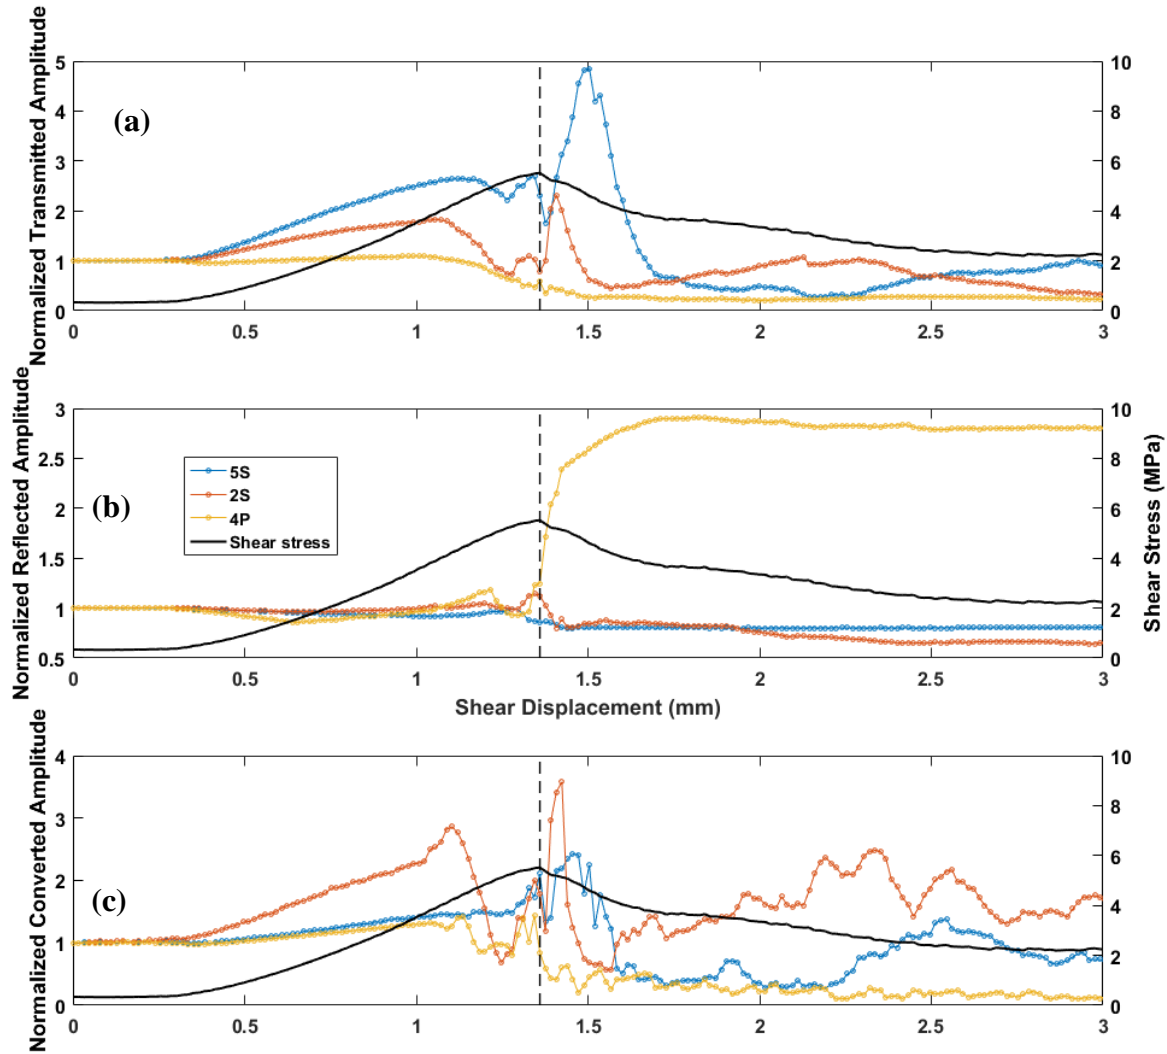 Normalized Transmitted Amplitude
(a)
5
4
3
2
1
0
10
8
6
4
2
0
0 0.5 1 1.5 2 2.5 3
Normalized Reflected Amplitude
(b)
3
2.5
2
1.5
1
0.5
5S
2S
4P
Shear stress
10
8
6
4
2
0
Shear Stress (MPa)
0 0.5 1 1.5 2 2.5 3
Shear Displacement (mm)
Normalized Converted Amplitude
(c)
4
3
2
1
0
10
8
6
4
2
0
0 0.5 1 1.5 2 2.5 3